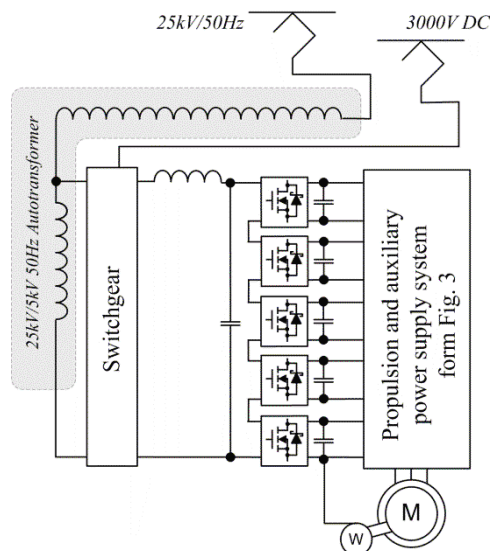 25kV/50Hz
3000V DC
25kV/5kV 50Hz Autotransformer
Switchgear
Propulsion and auxiliary
power supply system
form Fig. 3
M
W